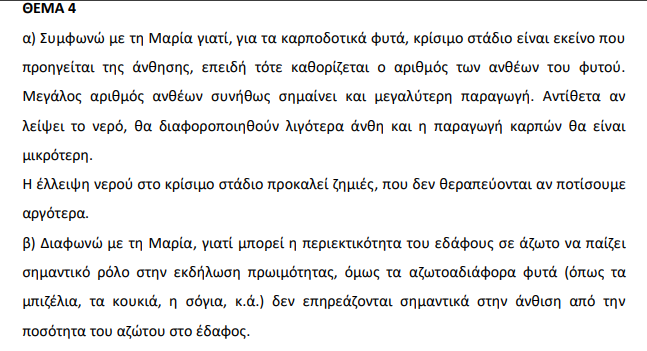 ΘΕΜΑ 4
α) Συμφωνώ με τη Μαρία γιατί, για τα καρποδοτικά φυτά, κρίσιμο στάδιο είναι εκείνο που
προηγείται της άνθησης, επειδή τότε καθορίζεται ο αριθμός των ανθέων του φυτού.
Μεγάλος αριθμός ανθέων συνήθως σημαίνει και μεγαλύτερη παραγωγή. Αντίθετα αν
λείψει το νερό, θα διαφοροποιηθούν λιγότερα άνθη και η παραγωγή καρπών θα είναι
μικρότερη.
Η έλλειψη νερού στο κρίσιμο στάδιο προκαλεί ζημιές, που δεν θεραπεύονται αν ποτίσουμε
αργότερα.
β) Διαφωνώ με τη Μαρία, γιατί μπορεί η περιεκτικότητα του εδάφους σε άζωτο να παίζει
σημαντικό ρόλο στην εκδήλωση πρωιμότητας, όμως τα αζωτοαδιάφορα φυτά (όπως τα
μπιζέλια, τα κουκιά, η σόγια, κ.ά.) δεν επηρεάζονται σημαντικά στην άνθιση από την
ποσότητα του αζώτου στο έδαφος.